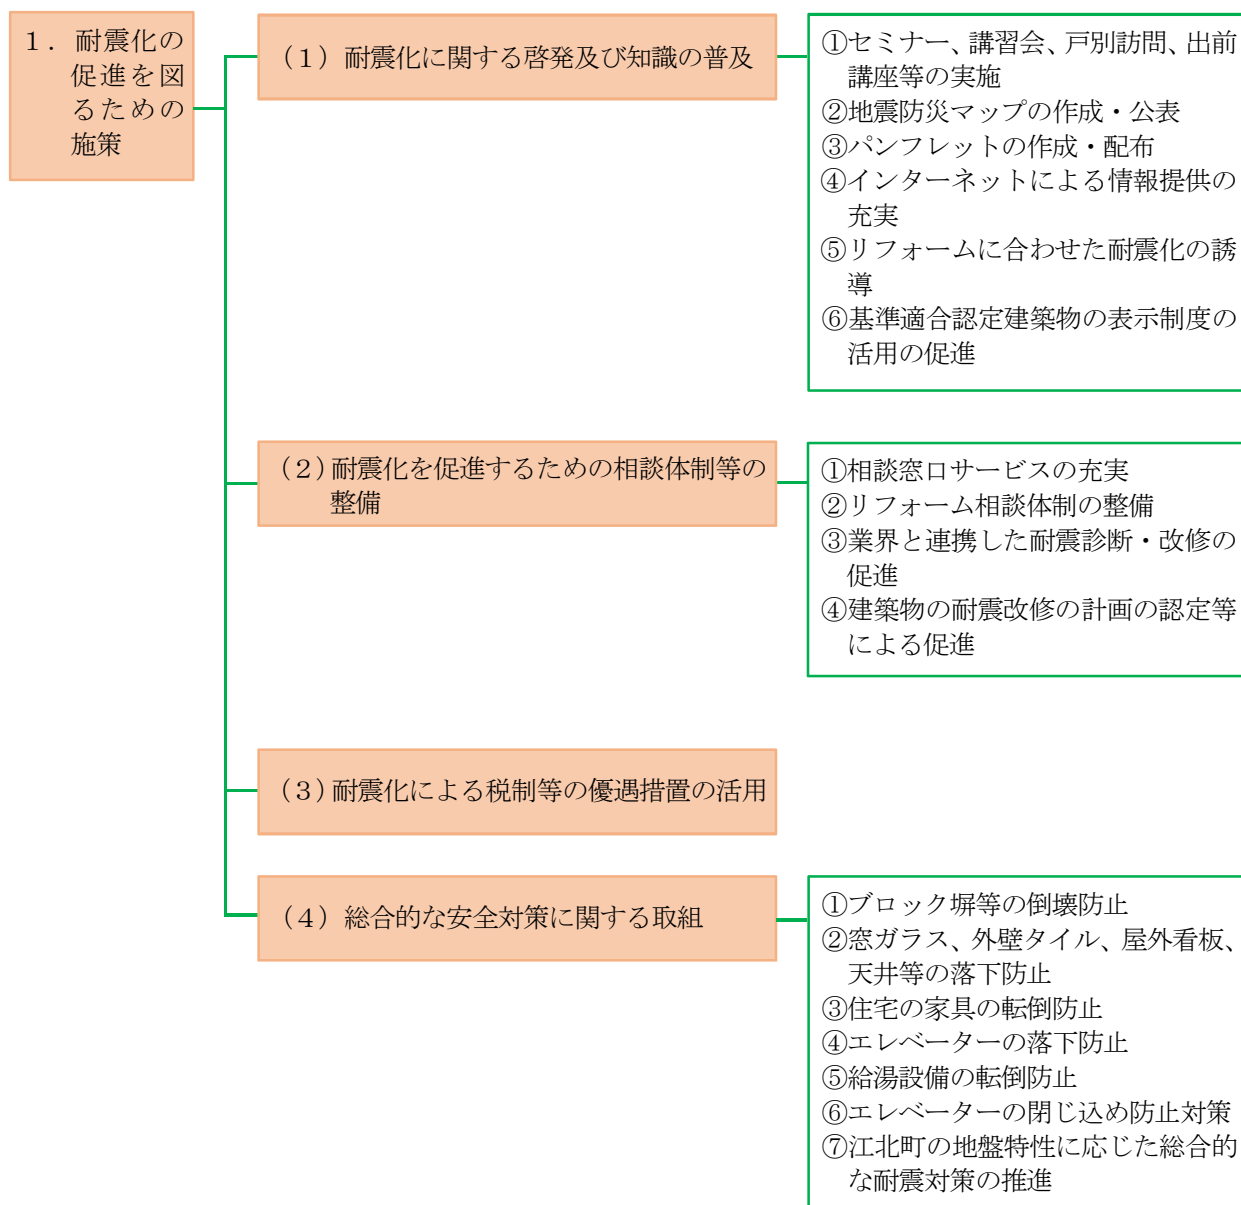 １．耐震化の
促進を図
るための
施策
（１）耐震化に関する啓発及び知識の普及
①セミナー、講習会、戸別訪問、出前
講座等の実施
②地震防災マップの作成・公表
③パンフレットの作成・配布
④インターネットによる情報提供の
充実
⑤リフォームに合わせた耐震化の誘
導
⑥基準適合認定建築物の表示制度の
活用の促進
（２）耐震化を促進するための相談体制等の
整備
①相談窓口サービスの充実
②リフォーム相談体制の整備
③業界と連携した耐震診断・改修の
促進
④建築物の耐震改修の計画の認定等
による促進
（３）耐震化による税制等の優遇措置の活用
（４）総合的な安全対策に関する取組
①ブロック塀等の倒壊防止
②窓ガラス、外壁タイル、屋外看板、
天井等の落下防止
③住宅の家具の転倒防止
④エレベーターの落下防止
⑤給湯設備の転倒防止
⑥エレベーターの閉じ込め防止対策
⑦江北町の地盤特性に応じた総合的
な耐震対策の推進